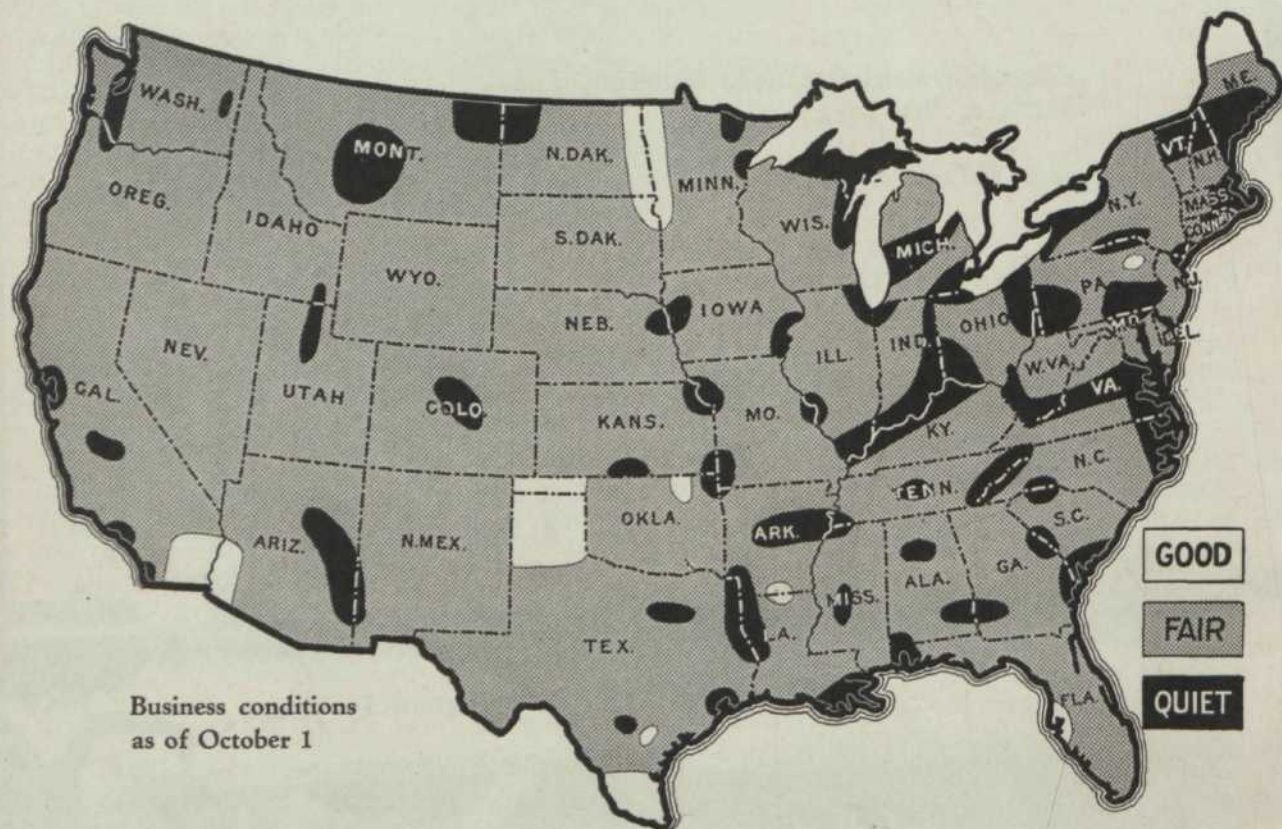 WASH.
MONT.
N.DAK.
MINN.
ME.
VT.
N.H.
OREG.
IDAHO
S.DAK.
WIS.
MICH.
N.Y.
MASS.
CONN.
WYO.
IOWA
PA.
N.J.
NEB.
NEV.
ILL.
IND.
OHIO
MD.
DEL.
UTAH
COLO.
W.VA.
VA.
CAL.
KANS.
MO.
KY.
N.C.
TENN.
ARIZ.
N.MEX.
OKLA.
ARK.
S.C.
MISS.
ALA.
GA.
TEX.
LA.
FLA.
GOOD
FAIR
QUIET
Business conditions
as of October 1